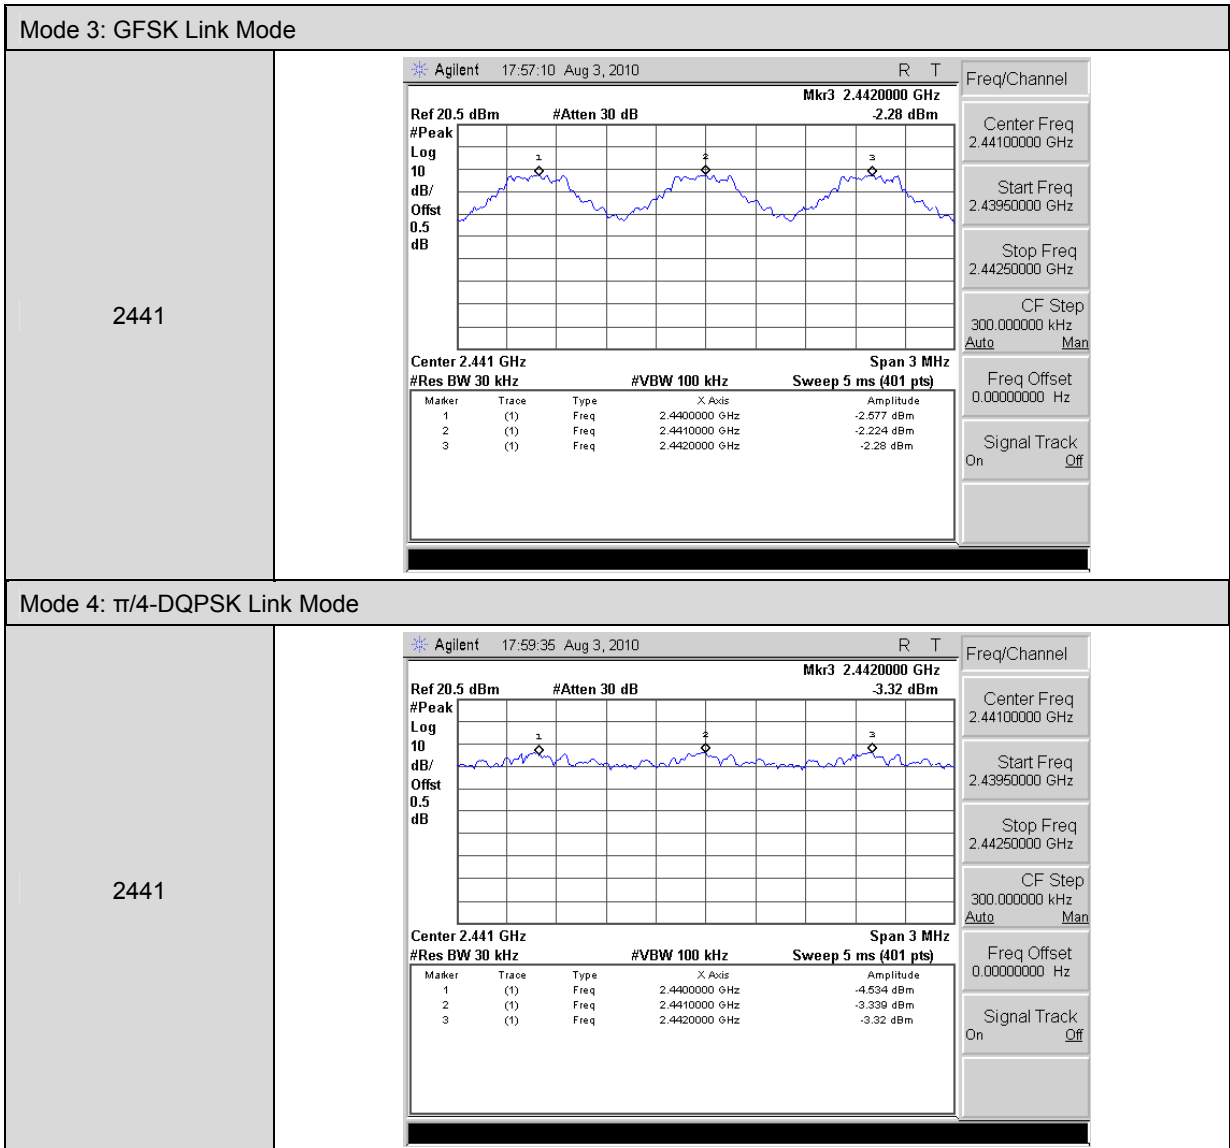 Mode 3: GFSK Link Mode
2441
Agilent 17:57:10 Aug 3, 2010 R T
Mkr3 2.4420000 GHz
Ref 20.5 dBm #Atten 30 dB -2.28 dBm
#Peak
Log
10
dB/
Offst
0.5
dB
1 2 3
Center 2.441 GHz Span 3 MHz
#Res BW 30 kHz #VBW 100 kHz Sweep 5 ms (401 pts)
Marker Trace Type X Axis Amplitude
1 (1) Freq 2.4400000 GHz -2.577 dBm
2 (1) Freq 2.4410000 GHz -2.224 dBm
3 (1) Freq 2.4420000 GHz -2.28 dBm
Freq/Channel
Center Freq
2.44100000 GHz
Start Freq
2.43950000 GHz
Stop Freq
2.44250000 GHz
CF Step
300.000000 kHz
Auto Man
Freq Offset
0.00000000 Hz
Signal Track
On Off
Mode 4: π/4-DQPSK Link Mode
2441
Agilent 17:59:35 Aug 3, 2010 R T
Mkr3 2.4420000 GHz
Ref 20.5 dBm #Atten 30 dB -3.32 dBm
#Peak
Log
10
dB/
Offst
0.5
dB
1 2 3
Center 2.441 GHz Span 3 MHz
#Res BW 30 kHz #VBW 100 kHz Sweep 5 ms (401 pts)
Marker Trace Type X Axis Amplitude
1 (1) Freq 2.4400000 GHz -4.534 dBm
2 (1) Freq 2.4410000 GHz -3.339 dBm
3 (1) Freq 2.4420000 GHz -3.32 dBm
Freq/Channel
Center Freq
2.44100000 GHz
Start Freq
2.43950000 GHz
Stop Freq
2.44250000 GHz
CF Step
300.000000 kHz
Auto Man
Freq Offset
0.00000000 Hz
Signal Track
On Off